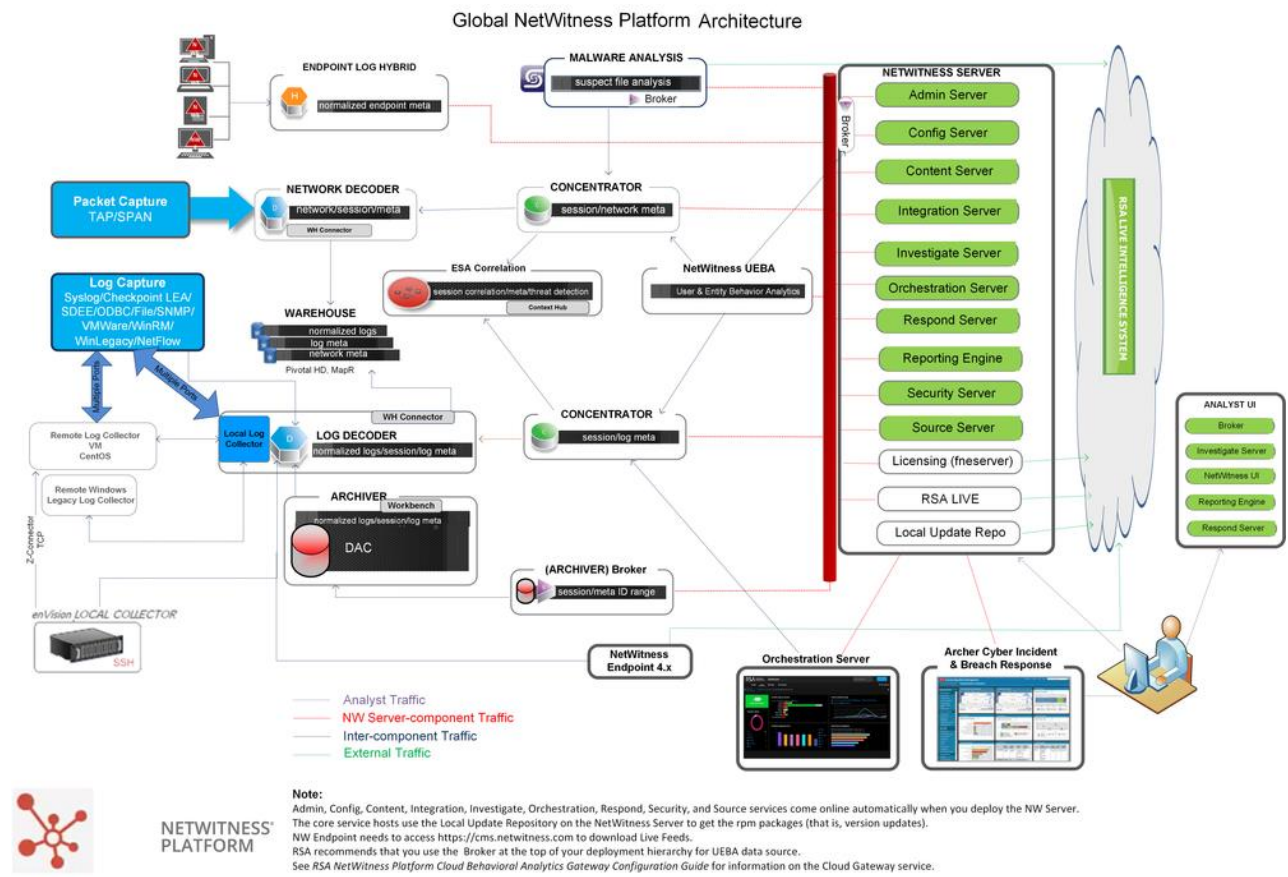 Global NetWitness Platform Architecture
ENDPOINT LOG HYBRID
H
normalized endpoint meta
MALWARE ANALYSIS
suspect file analysis
Broker
NETWITNESS SERVER
Broker
Admin Server
Config Server
Content Server
Integration Server
Investigate Server
Orchestration Server
Respond Server
Reporting Engine
Security Server
Source Server
Licensing (fneserver)
RSA LIVE
Local Update Repo
RSA LIVE INTELLIGENCE SYSTEM
Packet Capture
TAP/SPAN
NETWORK DECODER
D
network/session/meta
WH Connector
CONCENTRATOR
session/network meta
ESA Correlation
session correlation/meta/threat detection
Context Hub
NetWitness UEBA
User & Entity Behavior Analytics
Log Capture
Syslog/Checkpoint LEA/
SDEE/ODBC/File/SNMP/
VMWare/WinRM/
WinLegacy/NetFlow
WAREHOUSE
normalized logs
log meta
network meta
Pivotal HD, MapR
Multiple Ports
Multiple Ports
WH Connector
Remote Log Collector
VM
CentOS
Local Log
Collector
D
LOG DECODER
normalized logs/session/log meta
CONCENTRATOR
session/log meta
Remote Windows
Legacy Log Collector
ARCHIVER
Workbench
normalized logs/session/log meta
DAC
Z-Connector
TCP
(ARCHIVER) Broker
session/meta ID range
enVision LOCAL COLLECTOR
SSH
NetWitness
Endpoint 4.x
ANALYST UI
Broker
Investigate Server
NetWitness UI
Reporting Engine
Respond Server
Orchestration Server
RSA
Archer Cyber Incident
& Breach Response
Analyst Traffic
NW Server-component Traffic
Inter-component Traffic
External Traffic
NETWITNESS®
PLATFORM
Note:
Admin, Config, Content, Integration, Investigate, Orchestration, Respond, Security, and Source services come online automatically when you deploy the NW Server.
The core service hosts use the Local Update Repository on the NetWitness Server to get the rpm packages (that is, version updates).
NW Endpoint needs to access https://cms.netwitness.com to download Live Feeds.
RSA recommends that you use the Broker at the top of your deployment hierarchy for UEBA data source.
See RSA NetWitness Platform Cloud Behavioral Analytics Gateway Configuration Guide for information on the Cloud Gateway service.